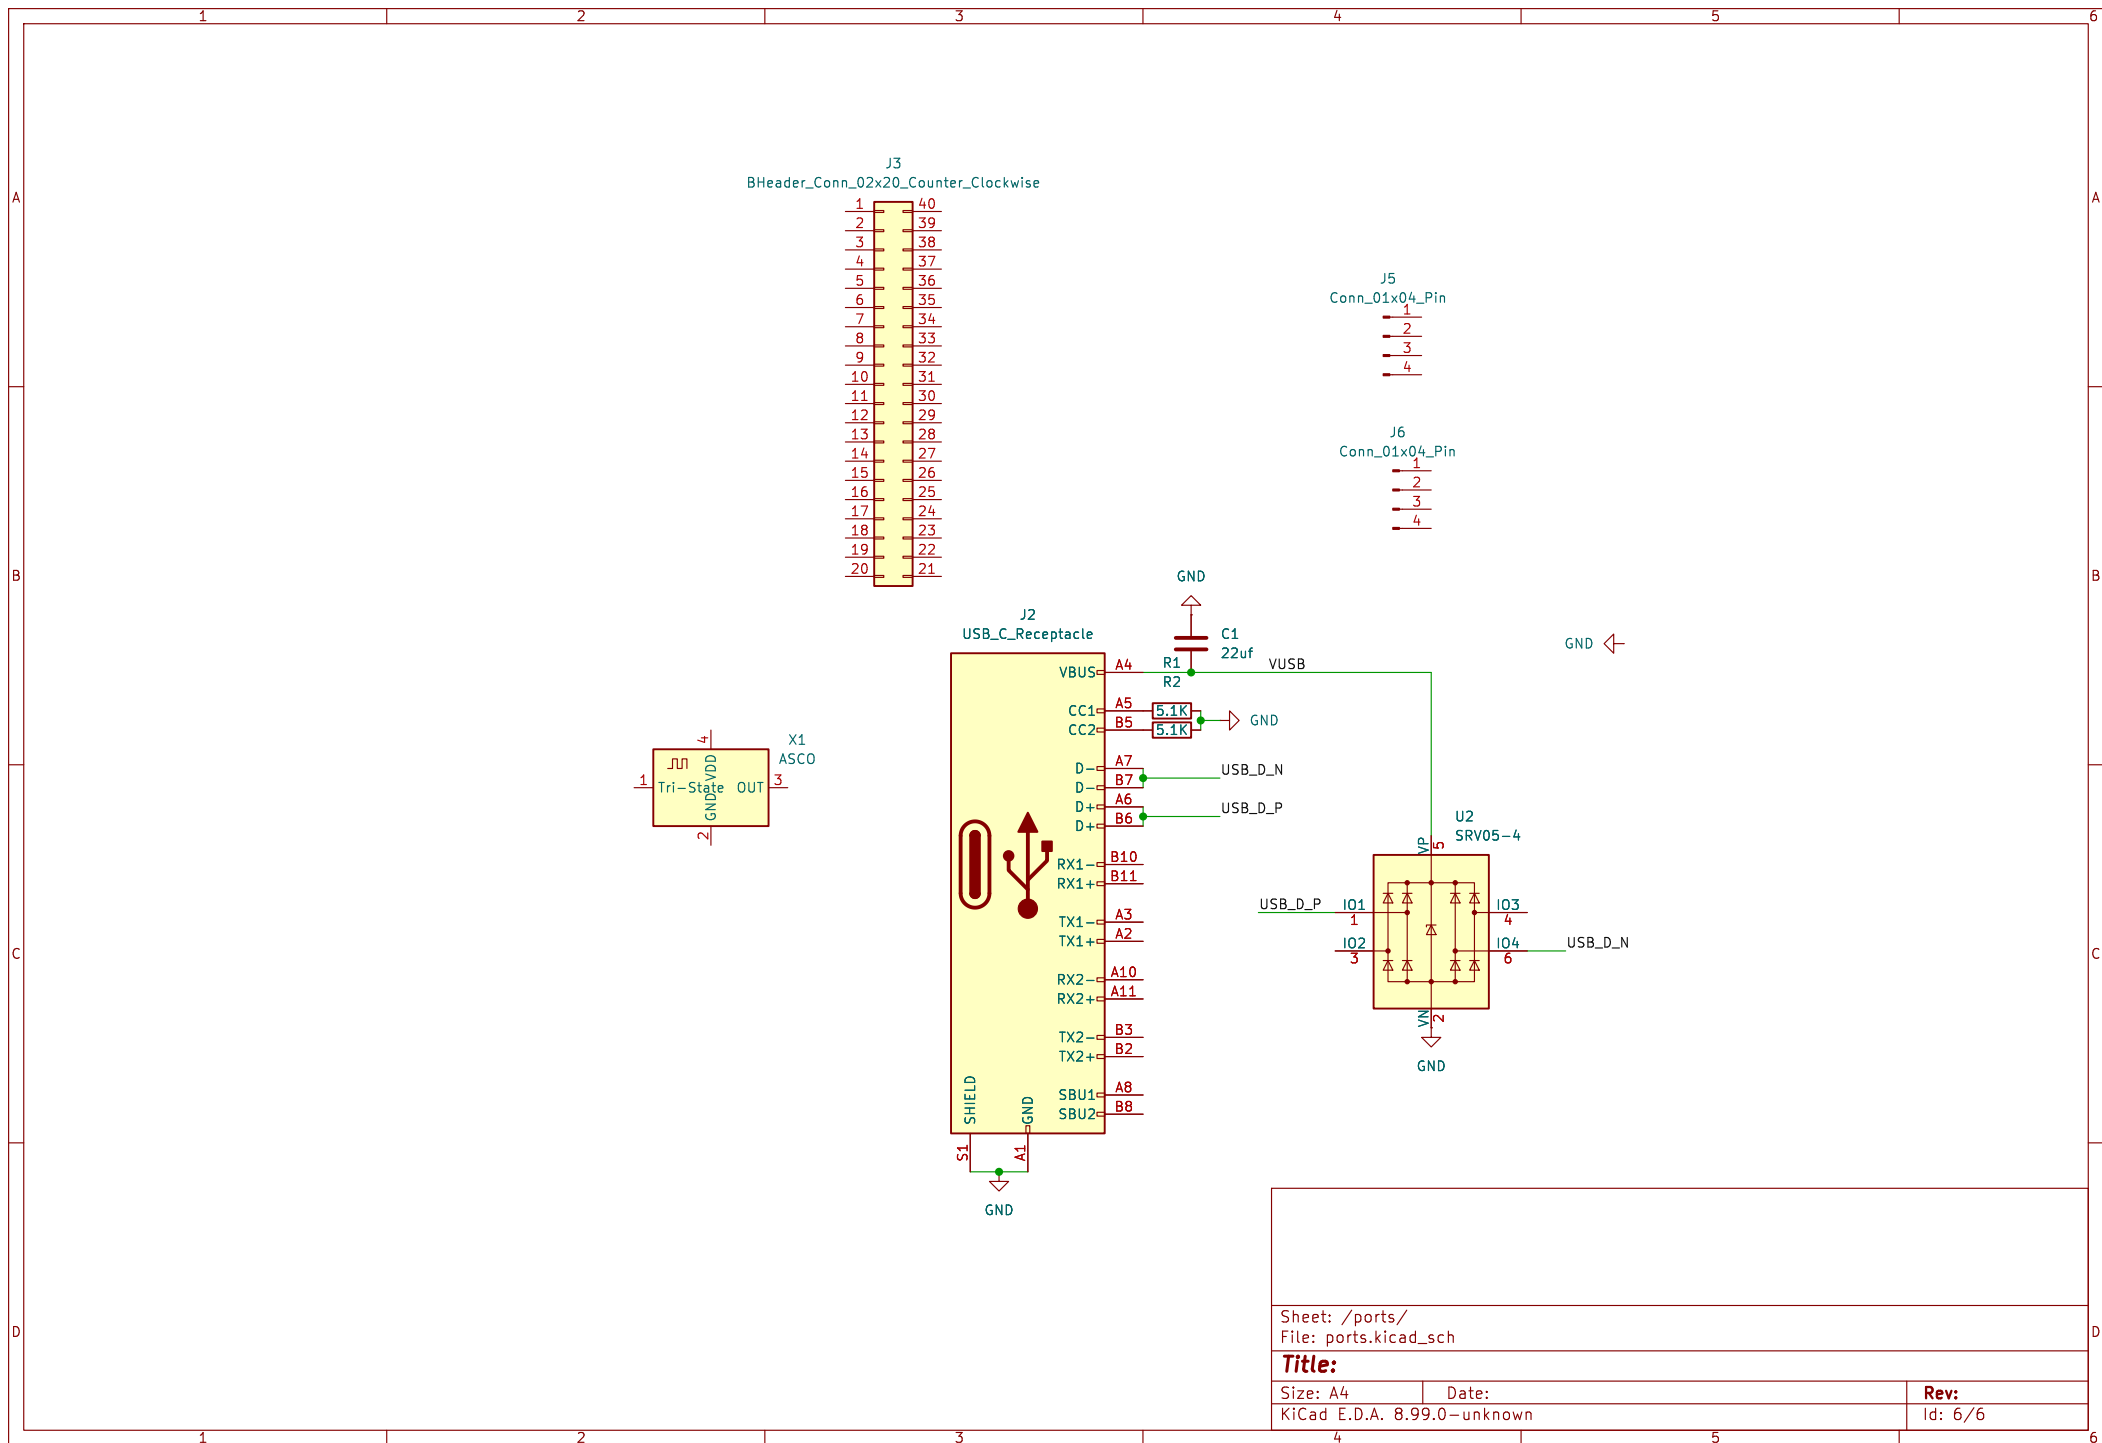 1 2 3 4 5 6
A A
B B
C C
D D
J3
BHeader_Conn_02x20_Counter_Clockwise
1 40
2 39
3 38
4 37
5 36
6 35
7 34
8 33
9 32
10 31
11 30
12 29
13 28
14 27
15 26
16 25
17 24
18 23
19 22
20 21
J5
Conn_01x04_Pin
1
2
3
4
J6
Conn_01x04_Pin
1
2
3
4
GND
C1
22uf
GND
J2
USB_C_Receptacle
VBUS A4
R1
R2
VUSB
CC1 A5 5.1K
CC2 B5 5.1K
GND
D- A7
D- B7
USB_D_N
D+ A6
D+ B6
USB_D_P
RX1- B10
RX1+ B11
TX1- A3
TX1+ A2
RX2- A10
RX2+ A11
TX2- B3
TX2+ B2
SBU1 A8
SBU2 B8
SHIELD
GND
S1
A1
GND
X1
ASCO
4
VDD
1 Tri-State OUT 3
GND
2
U2
SRV05-4
VP
5
USB_D_P IO1 IO3
1 4
IO2 IO4 USB_D_N
3 6
VN
2
GND
Sheet: /ports/
File: ports.kicad_sch
Title:
Size: A4 Date: Rev:
KiCad E.D.A. 8.99.0-unknown Id: 6/6
1 2 3 4 5 6